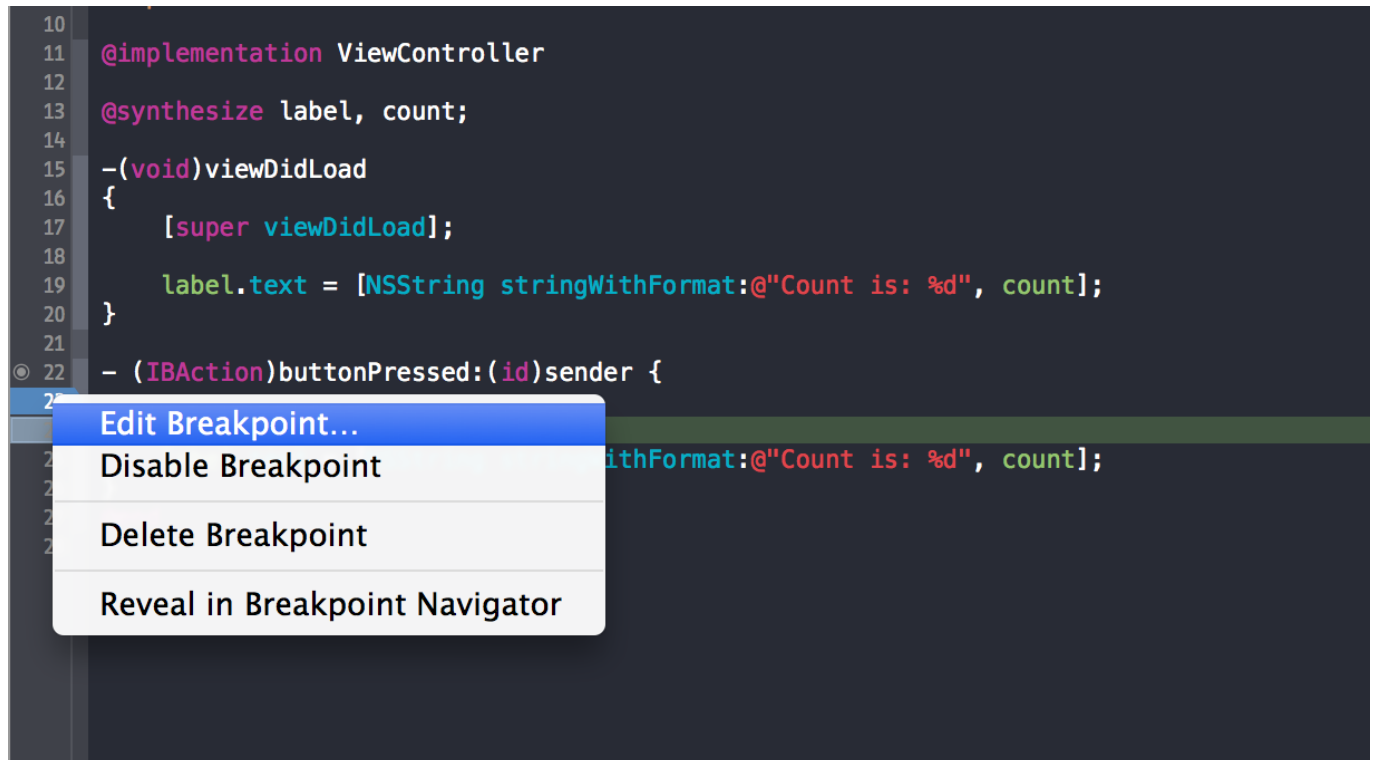 10
11 @implementation ViewController
12
13 @synthesize label, count;
14
15 -(void)viewDidLoad
16 {
17 [super viewDidLoad];
18
19 label.text = [NSString stringWithFormat:@"Count is: %d", count];
20 }
21
22 - (IBAction)buttonPressed:(id)sender {
Edit Breakpoint...
ithFormat:@"Count is: %d", count];
Disable Breakpoint
Delete Breakpoint
Reveal in Breakpoint Navigator